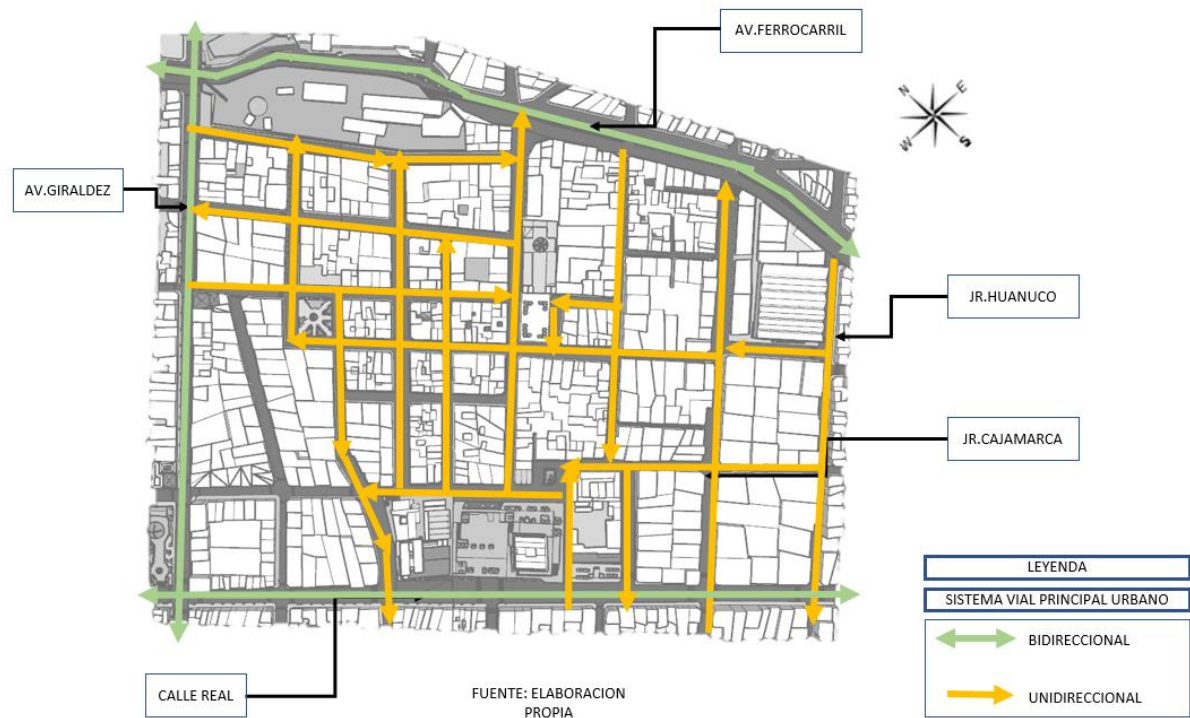 AV.FERROCARRIL
N
E
W
S
AV.GIRALDEZ
JR.HUANUCO
JR.CAJAMARCA
LEYENDA
SISTEMA VIAL PRINCIPAL URBANO
BIDIRECCIONAL
UNIDIRECCIONAL
CALLE REAL
FUENTE: ELABORACION
PROPIA